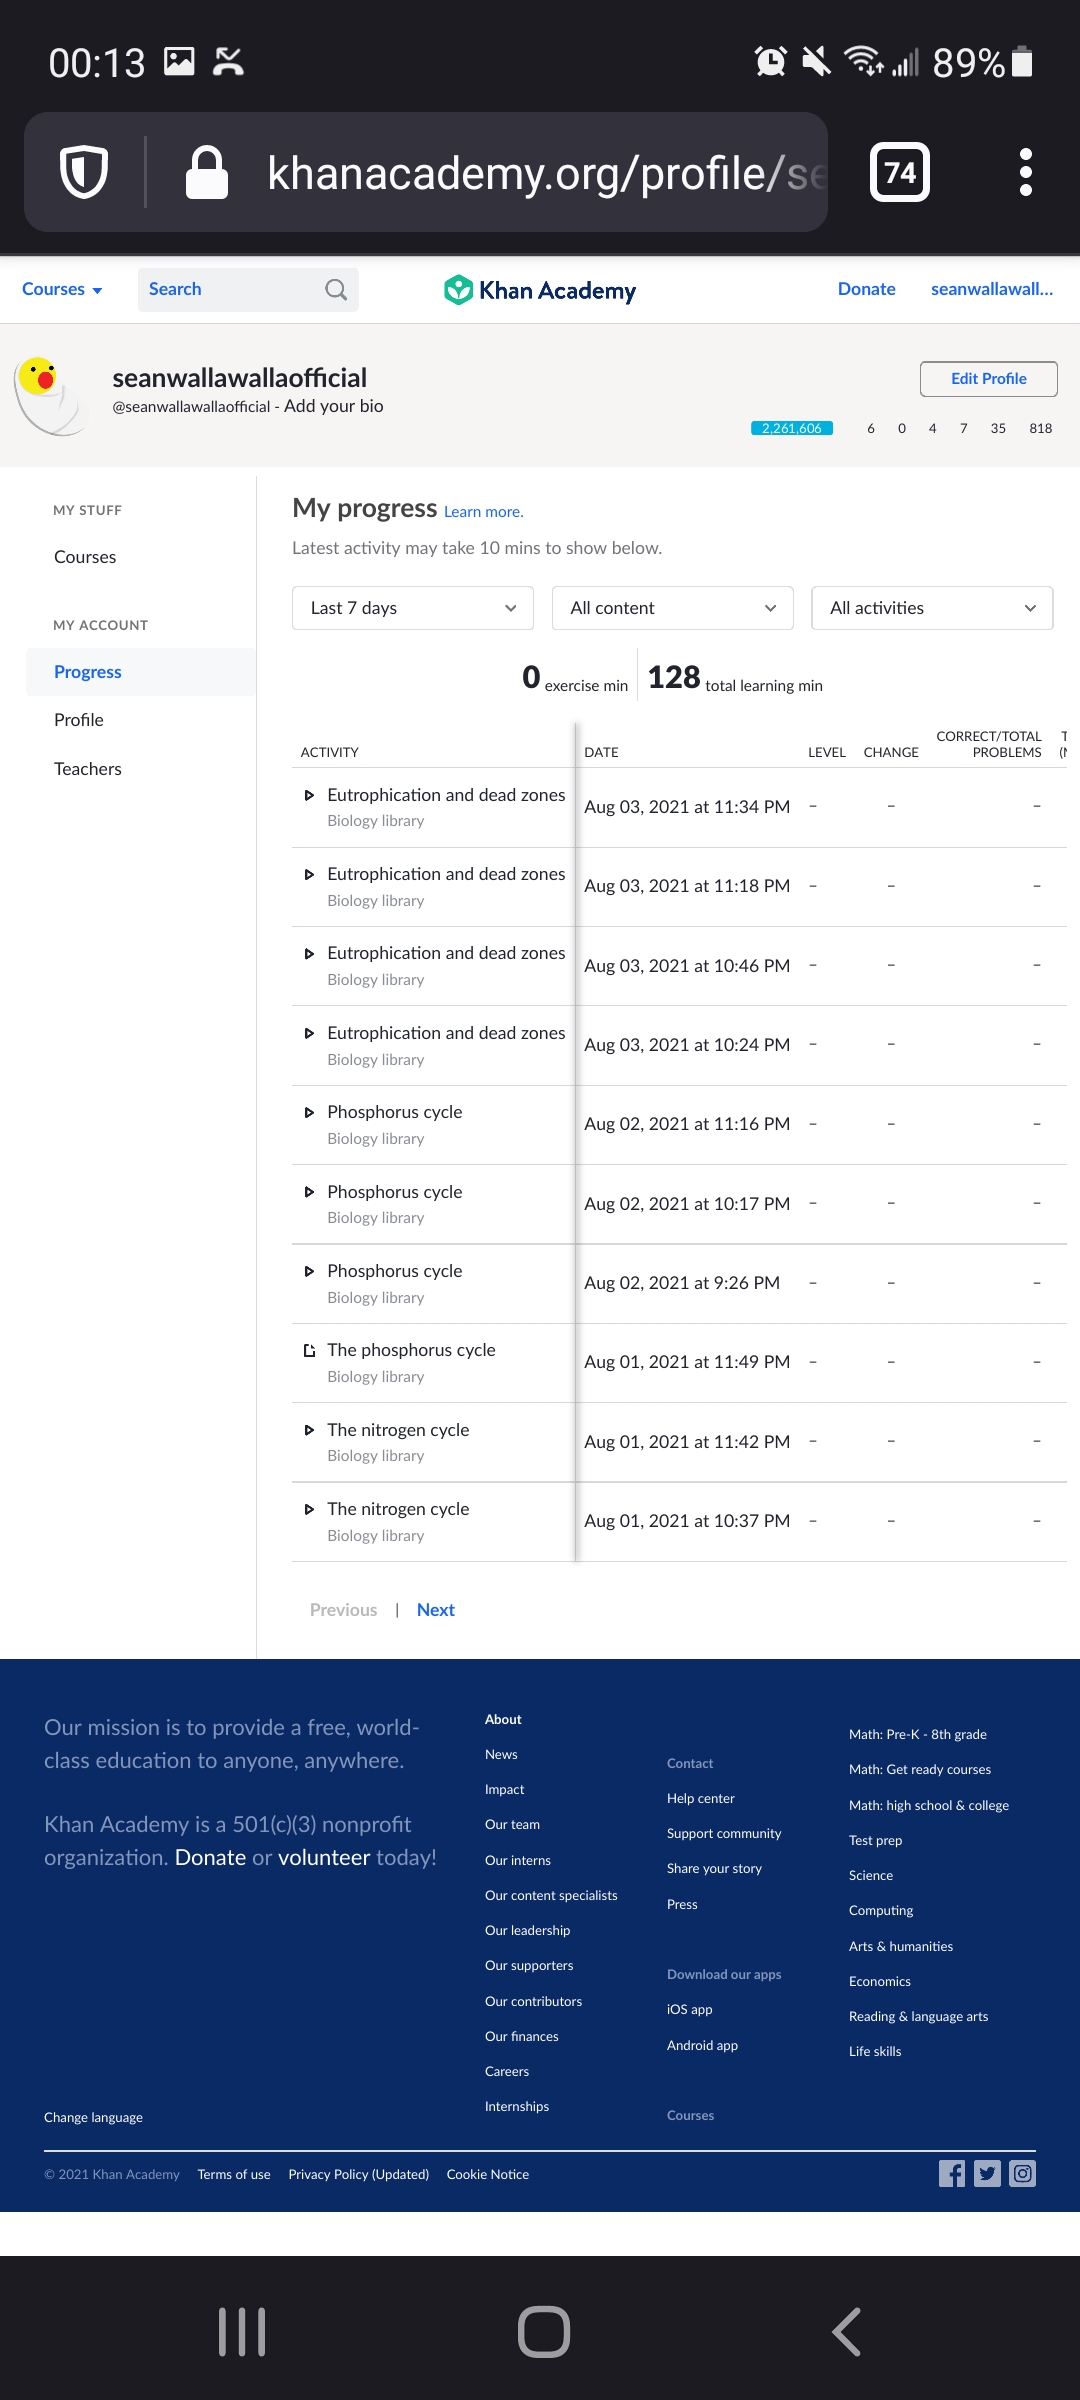 00:13
89%
khanacademy.org/profile/se
74
Courses
Search
Khan Academy
Donate
seanwallawall...
seanwallawallaofficial
@seanwallawallaofficial - Add your bio
Edit Profile
2,261,606 6 0 4 7 35 818
MY STUFF
Courses
MY ACCOUNT
Progress
Profile
Teachers
My progress Learn more.
Latest activity may take 10 mins to show below.
Last 7 days
All content
All activities
0 exercise min
128 total learning min
ACTIVITY DATE LEVEL CHANGE CORRECT/TOTAL PROBLEMS
Eutrophication and dead zones
Biology library
Aug 03, 2021 at 11:34 PM – – –
Eutrophication and dead zones
Biology library
Aug 03, 2021 at 11:18 PM – – –
Eutrophication and dead zones
Biology library
Aug 03, 2021 at 10:46 PM – – –
Eutrophication and dead zones
Biology library
Aug 03, 2021 at 10:24 PM – – –
Phosphorus cycle
Biology library
Aug 02, 2021 at 11:16 PM – – –
Phosphorus cycle
Biology library
Aug 02, 2021 at 10:17 PM – – –
Phosphorus cycle
Biology library
Aug 02, 2021 at 9:26 PM – – –
The phosphorus cycle
Biology library
Aug 01, 2021 at 11:49 PM – – –
The nitrogen cycle
Biology library
Aug 01, 2021 at 11:42 PM – – –
The nitrogen cycle
Biology library
Aug 01, 2021 at 10:37 PM – – –
Previous | Next
Our mission is to provide a free, world-
class education to anyone, anywhere.
Khan Academy is a 501(c)(3) nonprofit
organization. Donate or volunteer today!
About
News
Impact
Our team
Our interns
Our content specialists
Our leadership
Our supporters
Our contributors
Our finances
Careers
Internships
Contact
Help center
Support community
Share your story
Press
Download our apps
iOS app
Android app
Courses
Math: Pre-K - 8th grade
Math: Get ready courses
Math: high school & college
Test prep
Science
Computing
Arts & humanities
Economics
Reading & language arts
Life skills
Change language
© 2021 Khan Academy Terms of use Privacy Policy (Updated) Cookie Notice